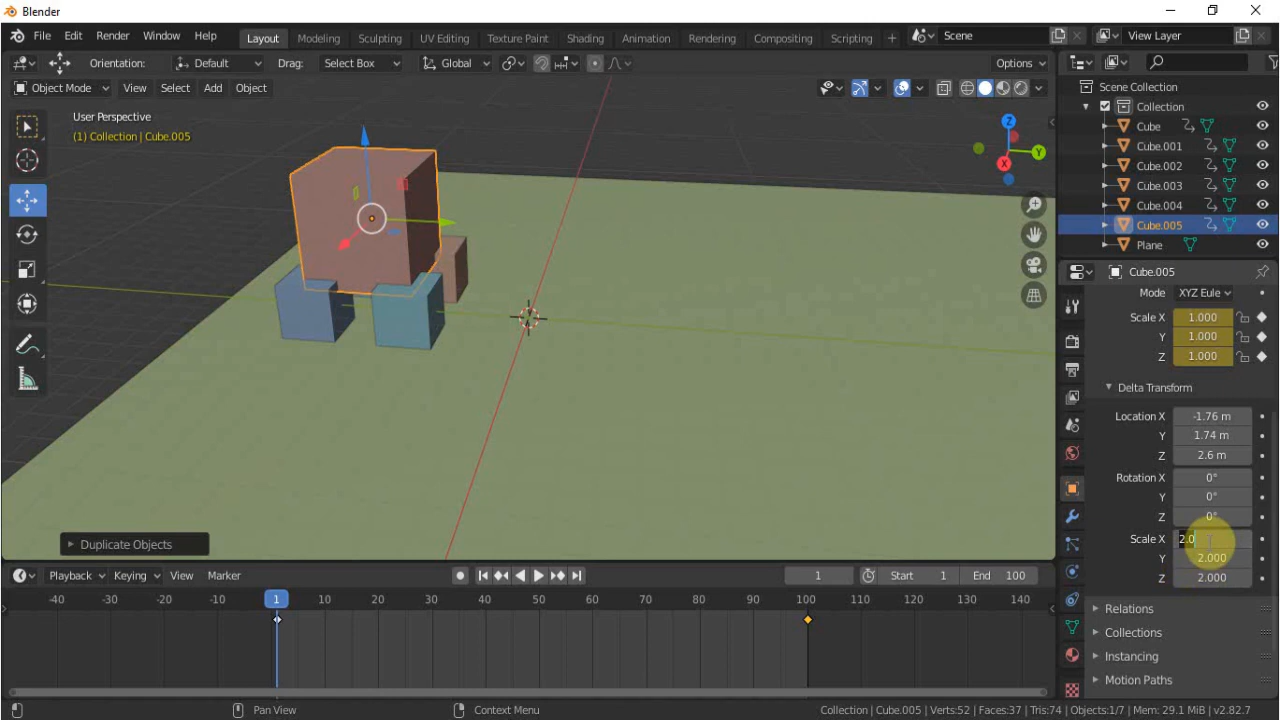 Blender
File Edit Render Window Help Layout Modeling Sculpting UV Editing Texture Paint Shading Animation Rendering Compositing Scripting + Scene View Layer
Orientation: Default Drag: Select Box Global Options
Object Mode View Select Add Object
User Perspective
(1) Collection | Cube.005
Z
Y
X
Scene Collection
Collection
Cube
Cube.001
Cube.002
Cube.003
Cube.004
Cube.005
Plane
Cube.005
Mode XYZ Eule
Scale X 1.000
Y 1.000
Z 1.000
Delta Transform
Location X -1.76 m
Y 1.74 m
Z 2.6 m
Rotation X 0°
Y 0°
Z 0°
Scale X 2.0
Y 2.000
Z 2.000
Relations
Collections
Instancing
Motion Paths
Duplicate Objects
Playback Keying View Marker 1 Start 1 End 100
-40 -30 -20 -10 1 10 20 30 40 50 60 70 80 90 100 110 120 130 140
Pan View Context Menu Collection | Cube.005 | Verts:52 | Faces:37 | Tris:74 | Objects:1/7 | Mem: 29.1 MiB | v2.82.7